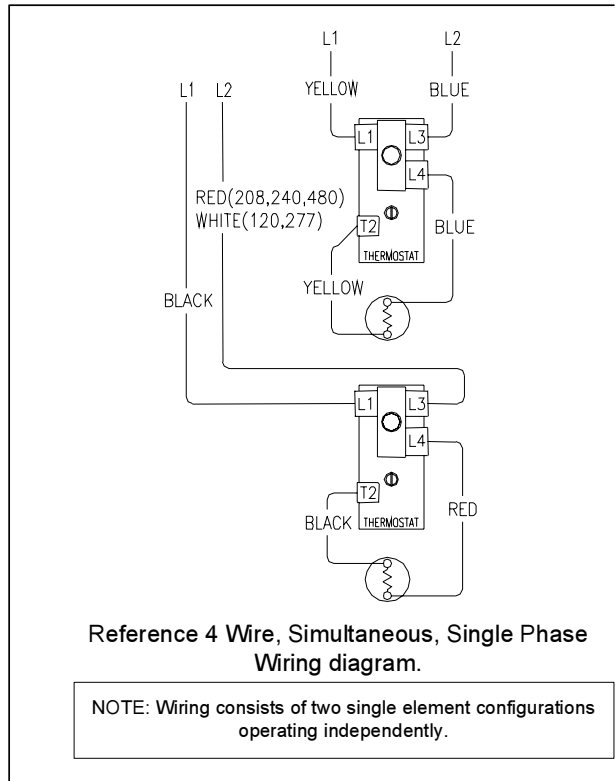 L1 L2
YELLOW BLUE
L1 L2
L1 L3
L4
RED(208,240,480)
WHITE(120,277)
T2 BLUE
THERMOSTAT
YELLOW
BLACK
L1 L3
L4
T2
RED
BLACK THERMOSTAT
Reference 4 Wire, Simultaneous, Single Phase
Wiring diagram.
NOTE: Wiring consists of two single element configurations
operating independently.